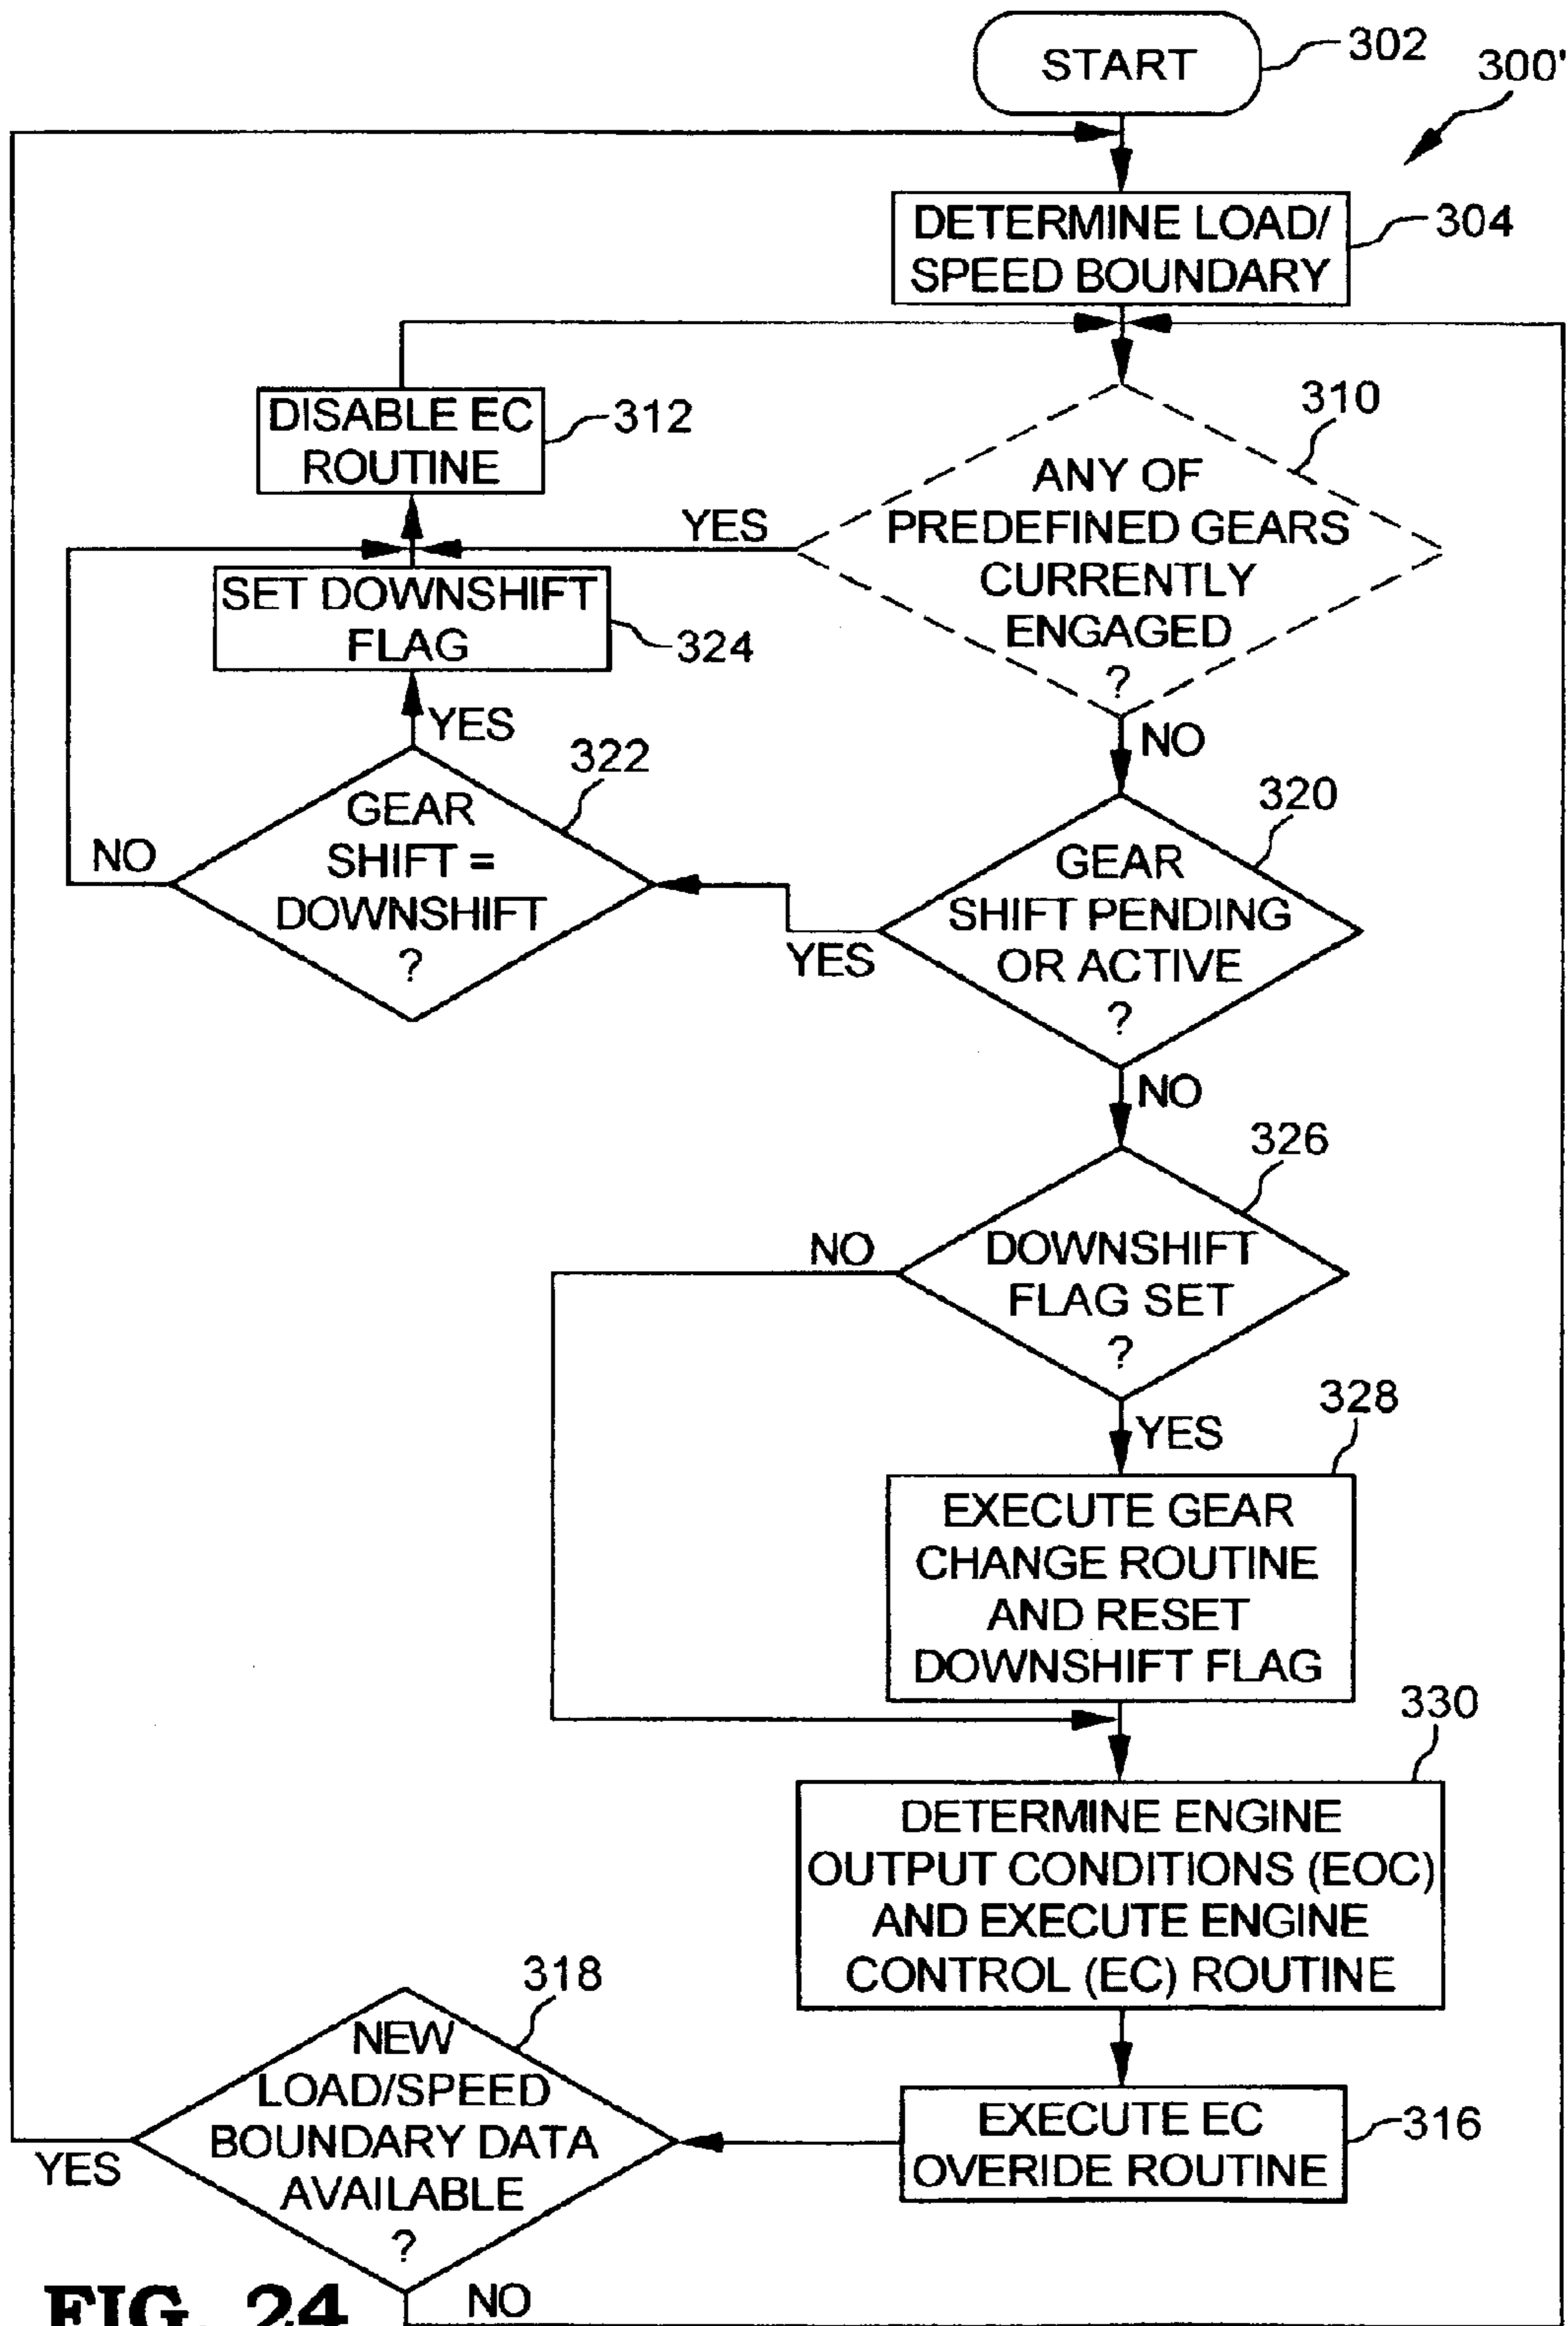 START
302
300'
DETERMINE LOAD/
SPEED BOUNDARY
304
DISABLE EC
ROUTINE
312
310
ANY OF
PREDEFINED GEARS
CURRENTLY
ENGAGED
?
YES
SET DOWNSHIFT
FLAG
324
YES
NO
322
GEAR
SHIFT =
DOWNSHIFT
?
NO
320
GEAR
SHIFT PENDING
OR ACTIVE
?
YES
NO
326
DOWNSHIFT
FLAG SET
?
NO
YES
328
EXECUTE GEAR
CHANGE ROUTINE
AND RESET
DOWNSHIFT FLAG
330
DETERMINE ENGINE
OUTPUT CONDITIONS (EOC)
AND EXECUTE ENGINE
CONTROL (EC) ROUTINE
318
NEW
LOAD/SPEED
BOUNDARY DATA
AVAILABLE
?
YES
EXECUTE EC
OVERIDE ROUTINE
316
NO
FIG. 24